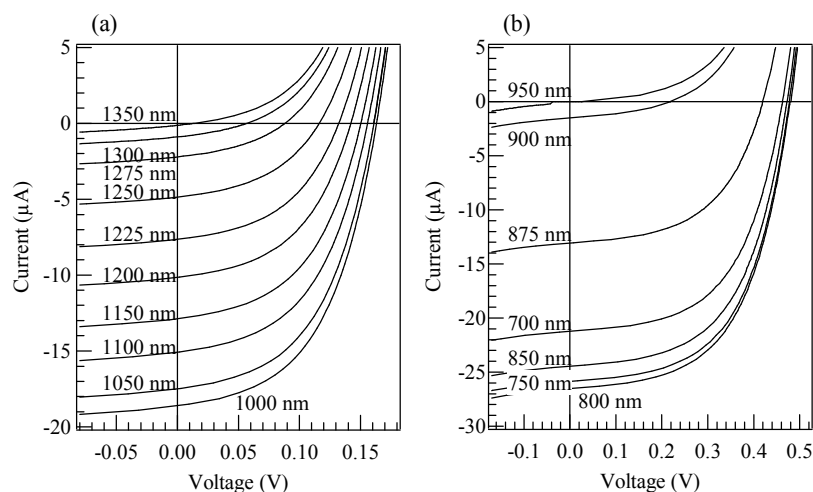 (a)
5
0
-5
-10
-15
-20
Current (µA)
1350 nm
1300 nm
1275 nm
1250 nm
1225 nm
1200 nm
1150 nm
1100 nm
1050 nm
1000 nm
-0.05
0.00
0.05
0.10
0.15
Voltage (V)
(b)
5
0
-5
-10
-15
-20
-25
-30
Current (µA)
950 nm
900 nm
875 nm
700 nm
850 nm
750 nm
800 nm
-0.1
0.0
0.1
0.2
0.3
0.4
0.5
Voltage (V)